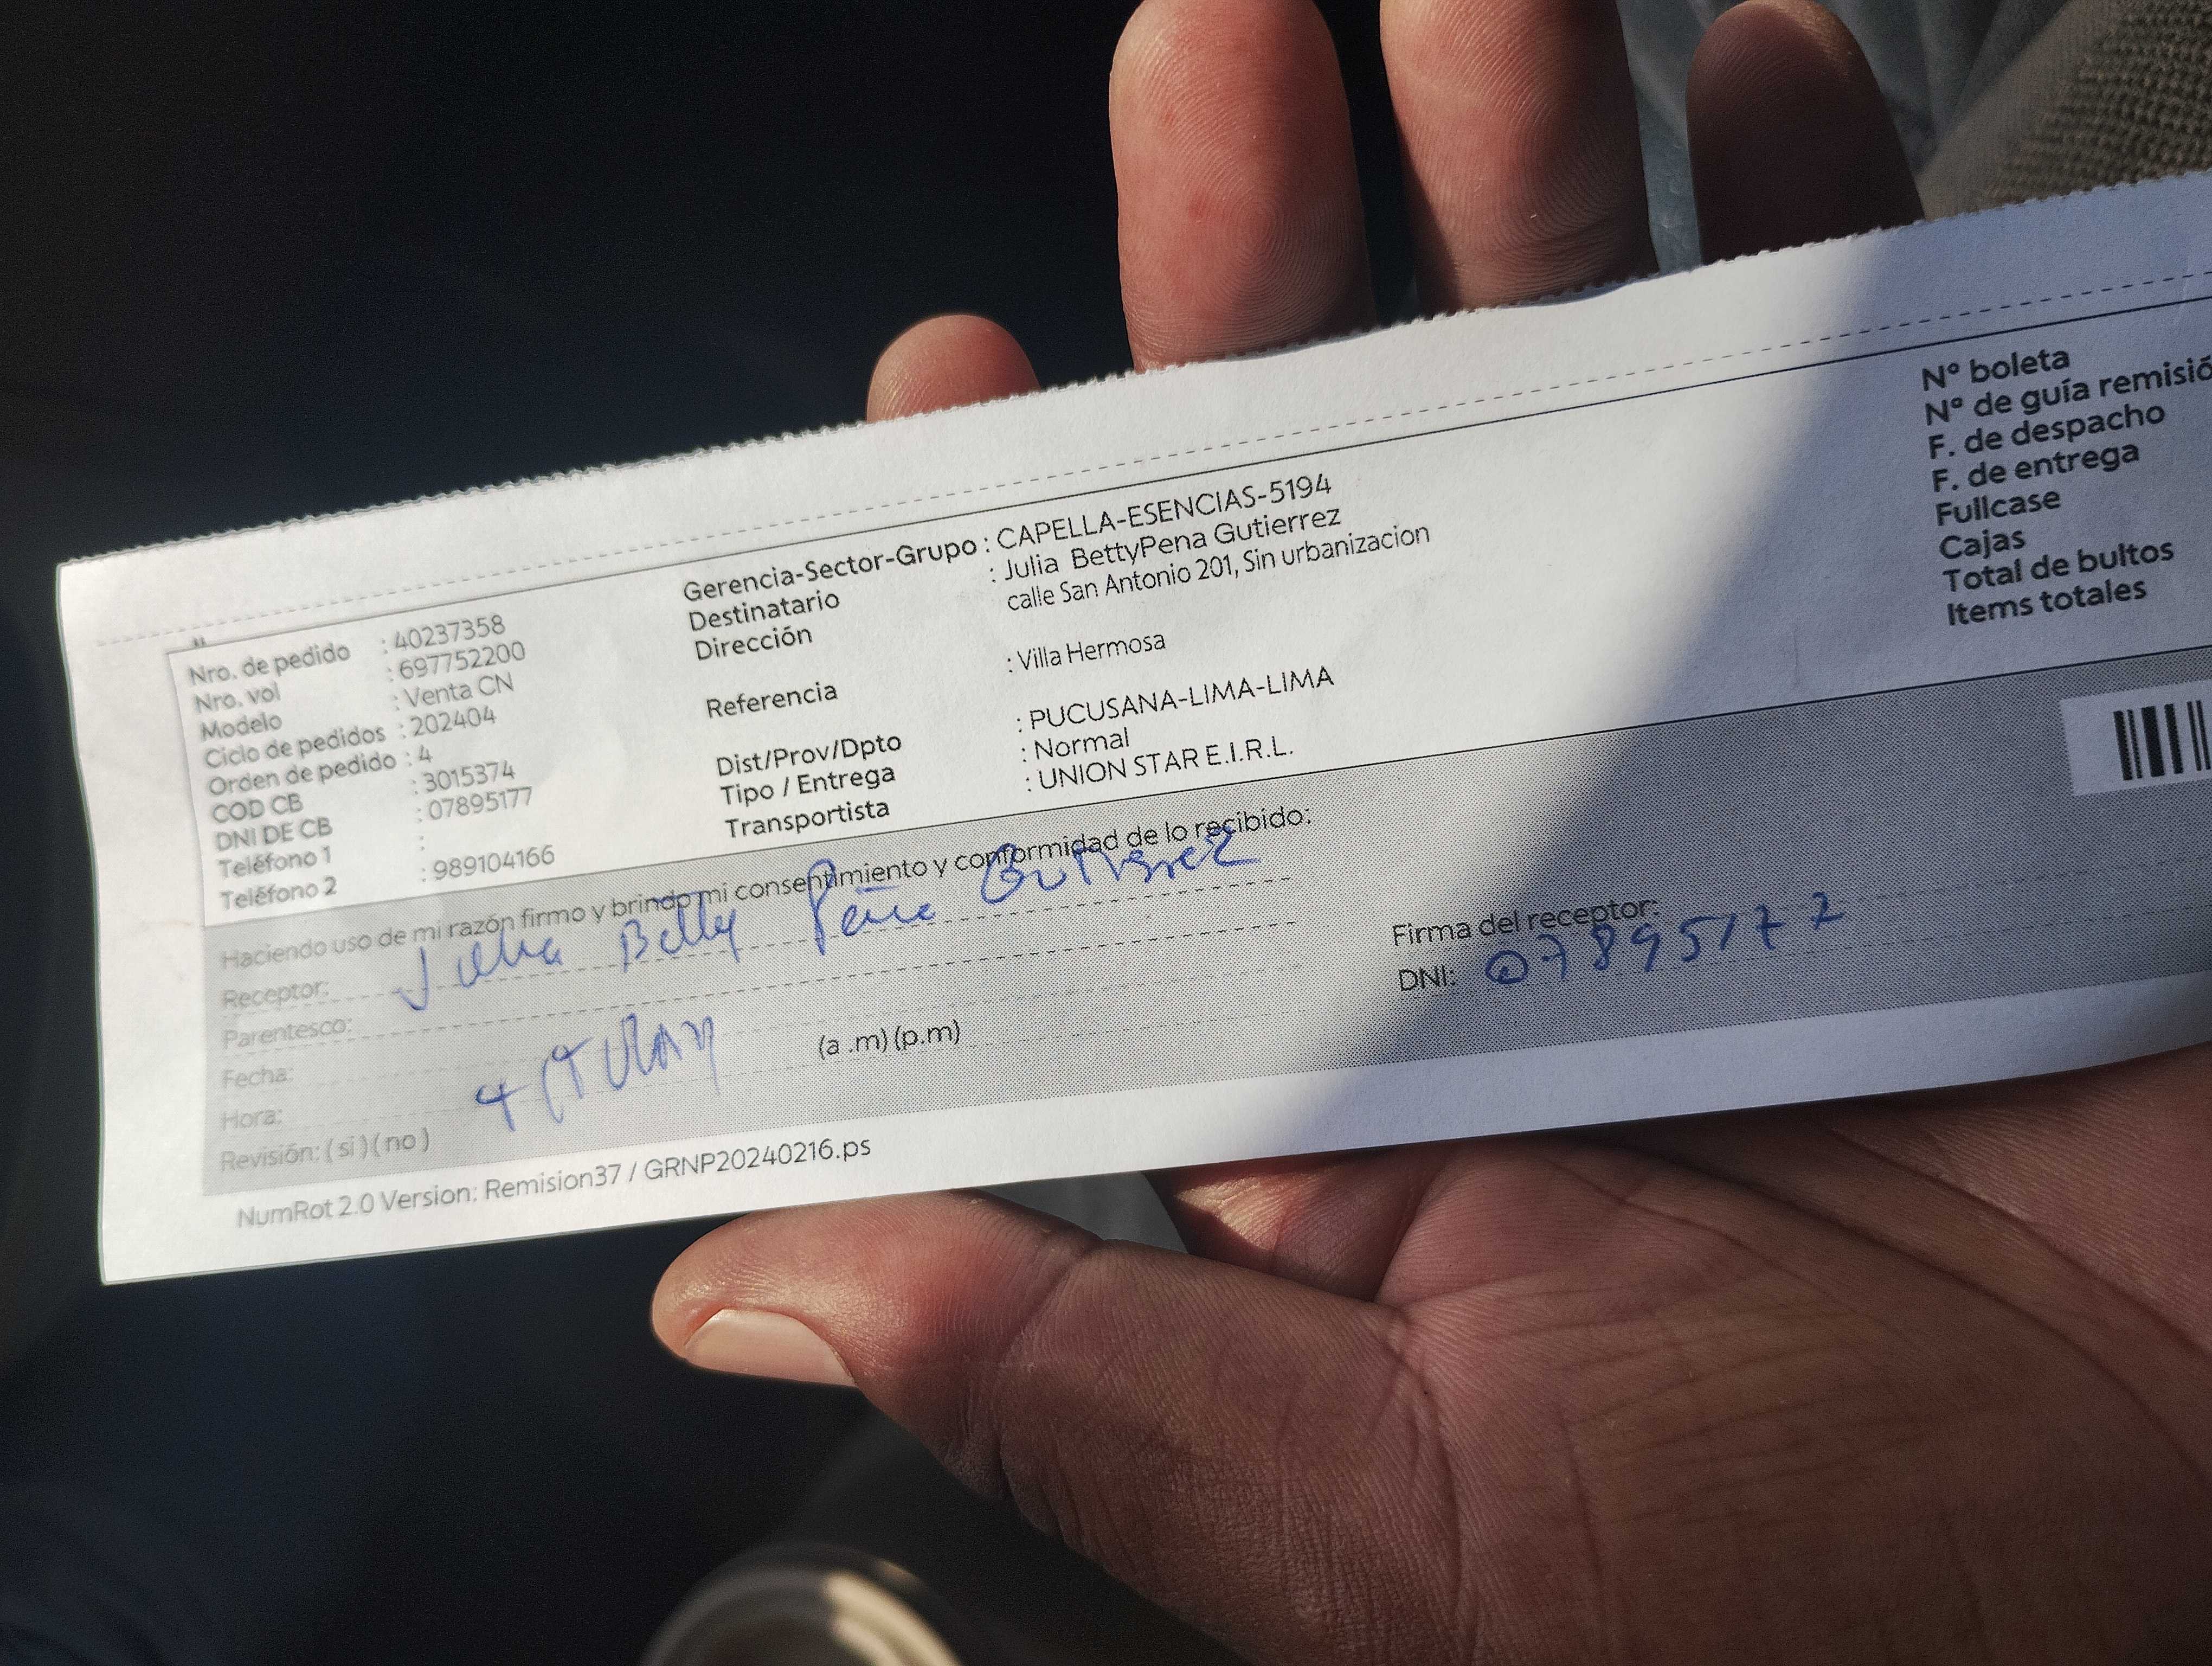 Nro. de pedido : 40237358
Nro. vol : 697752200
Modelo : Venta CN
Ciclo de pedidos : 202404
Orden de pedido : 4
COD CB : 3015374
DNI DE CB : 07895177
Teléfono 1 :
Teléfono 2 : 989104166
Gerencia-Sector-Grupo : CAPELLA-ESENCIAS-5194
Destinatario : Julia BettyPena Gutierrez
Dirección calle San Antonio 201, Sin urbanizacion
Referencia : Villa Hermosa
Dist/Prov/Dpto : PUCUSANA-LIMA-LIMA
Tipo / Entrega : Normal
Transportista : UNION STAR E.I.R.L.
N° boleta
N° de guía remisió
F. de despacho
F. de entrega
Fullcase
Cajas
Total de bultos
Items totales
Haciendo uso de mi razón firmo y brindo mi consentimiento y conformidad de lo recibido:
Receptor: Julia Betty Peña Gutierrez
Parentesco:
Fecha:
Hora: (a .m) (p.m)
Revisión: ( si ) ( no )
Firma del receptor:
DNI: 07895177
NumRot 2.0 Version: Remision37 / GRNP20240216.ps